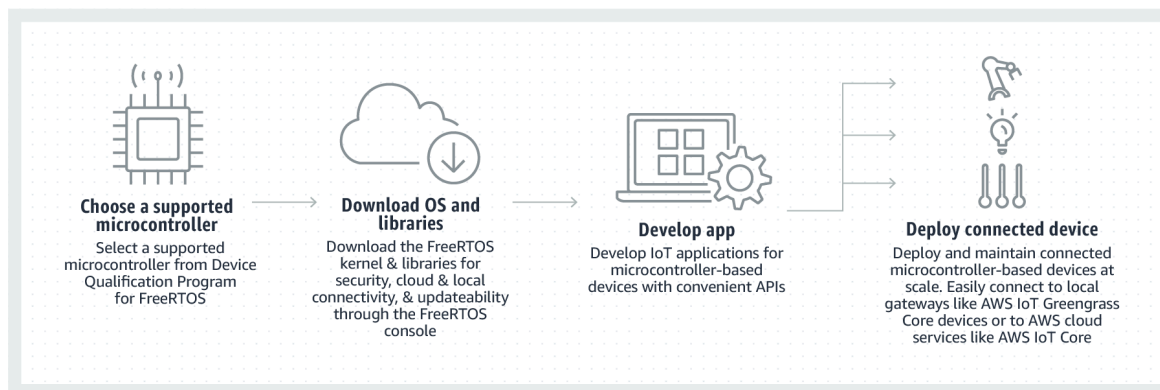 Choose a supported
microcontroller
Select a supported
microcontroller from Device
Qualification Program
for FreeRTOS
Download OS and
libraries
Download the FreeRTOS
kernel & libraries for
security, cloud & local
connectivity, & updateability
through the FreeRTOS
console
Develop app
Develop IoT applications for
microcontroller-based
devices with convenient APIs
Deploy connected device
Deploy and maintain connected
microcontroller-based devices at
scale. Easily connect to local
gateways like AWS IoT Greengrass
Core devices or to AWS cloud
services like AWS IoT Core